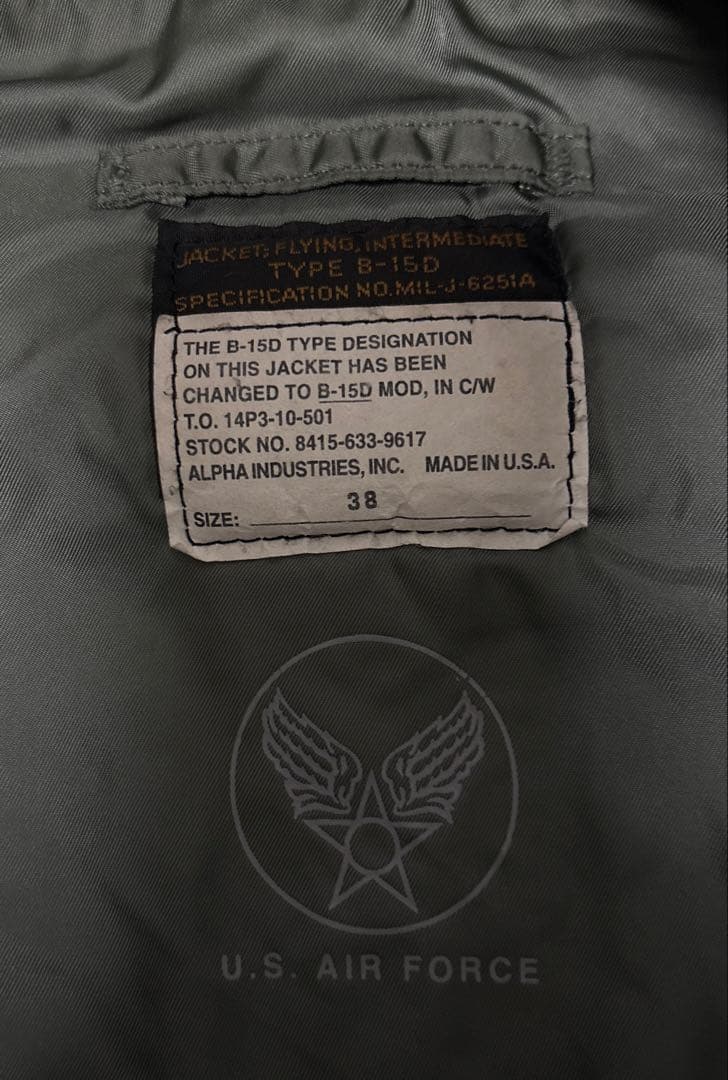 JACKET, FLYING, INTERMEDIATE
TYPE B-15D
SPECIFICATION NO. MIL-J-6251A
THE B-15D TYPE DESIGNATION
ON THIS JACKET HAS BEEN
CHANGED TO B-15D MOD, IN C/W
T.O. 14P3-10-501
STOCK NO. 8415-633-9617
ALPHA INDUSTRIES, INC. MADE IN U.S.A.
38
SIZE:
U.S. AIR FORCE